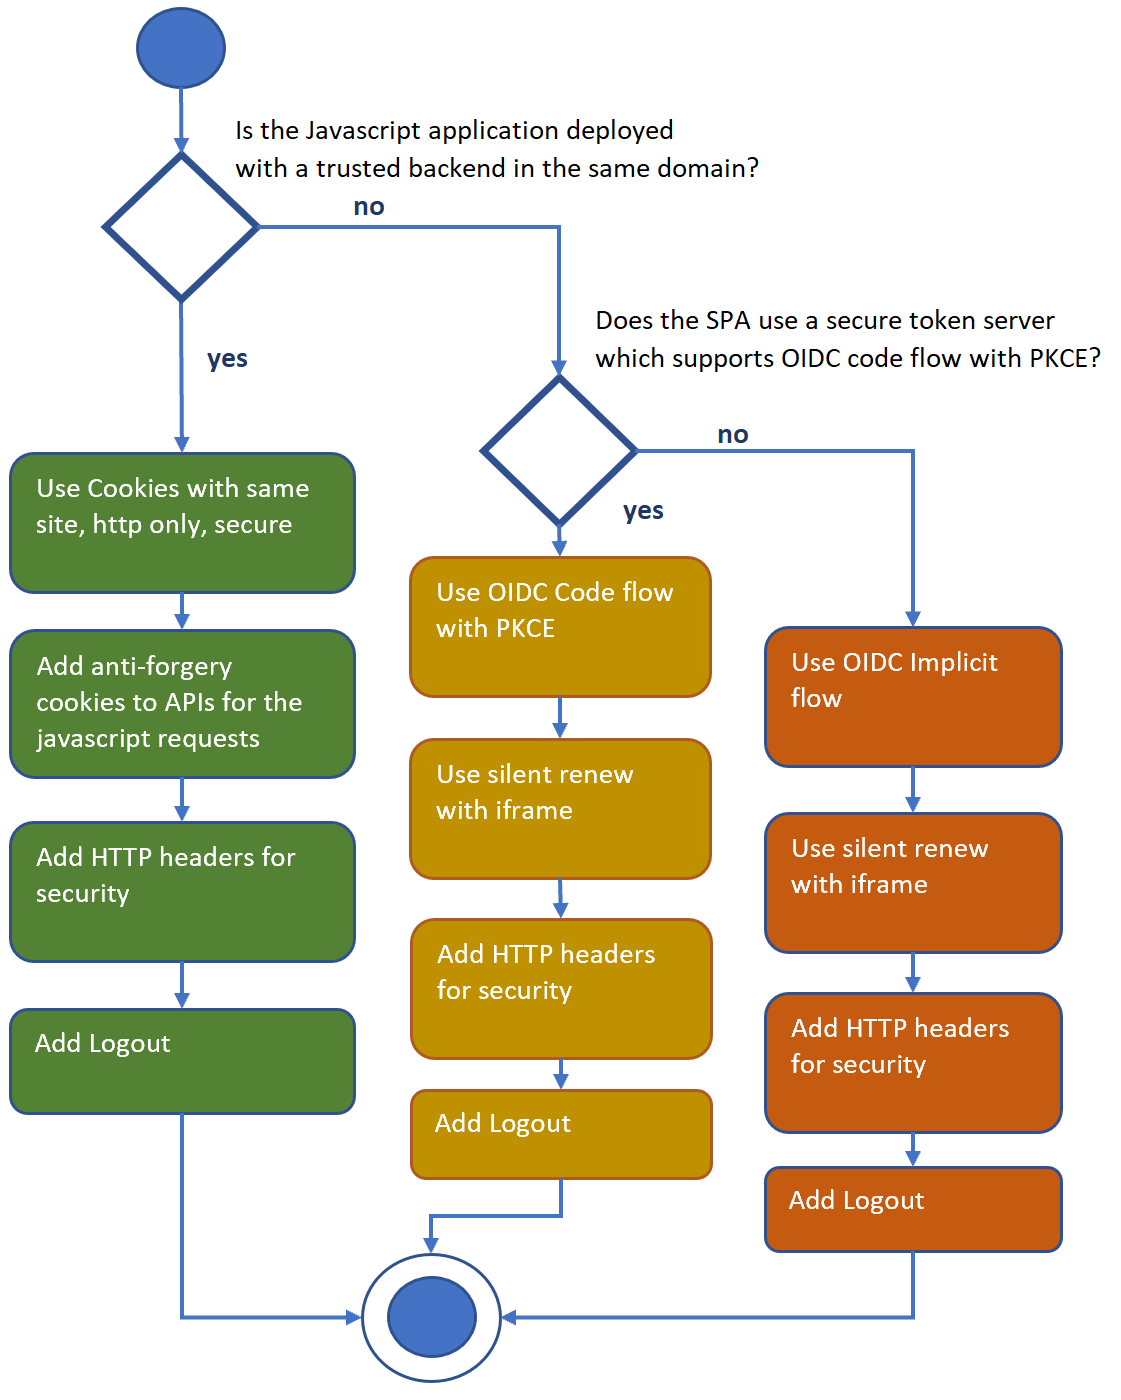 Is the Javascript application deployed
with a trusted backend in the same domain?
no
yes
Does the SPA use a secure token server
which supports OIDC code flow with PKCE?
no
yes
Use Cookies with same
site, http only, secure
Add anti-forgery
cookies to APIs for the
javascript requests
Add HTTP headers for
security
Add Logout
Use OIDC Code flow
with PKCE
Use silent renew
with iframe
Add HTTP headers
for security
Add Logout
Use OIDC Implicit
flow
Use silent renew
with iframe
Add HTTP headers
for security
Add Logout